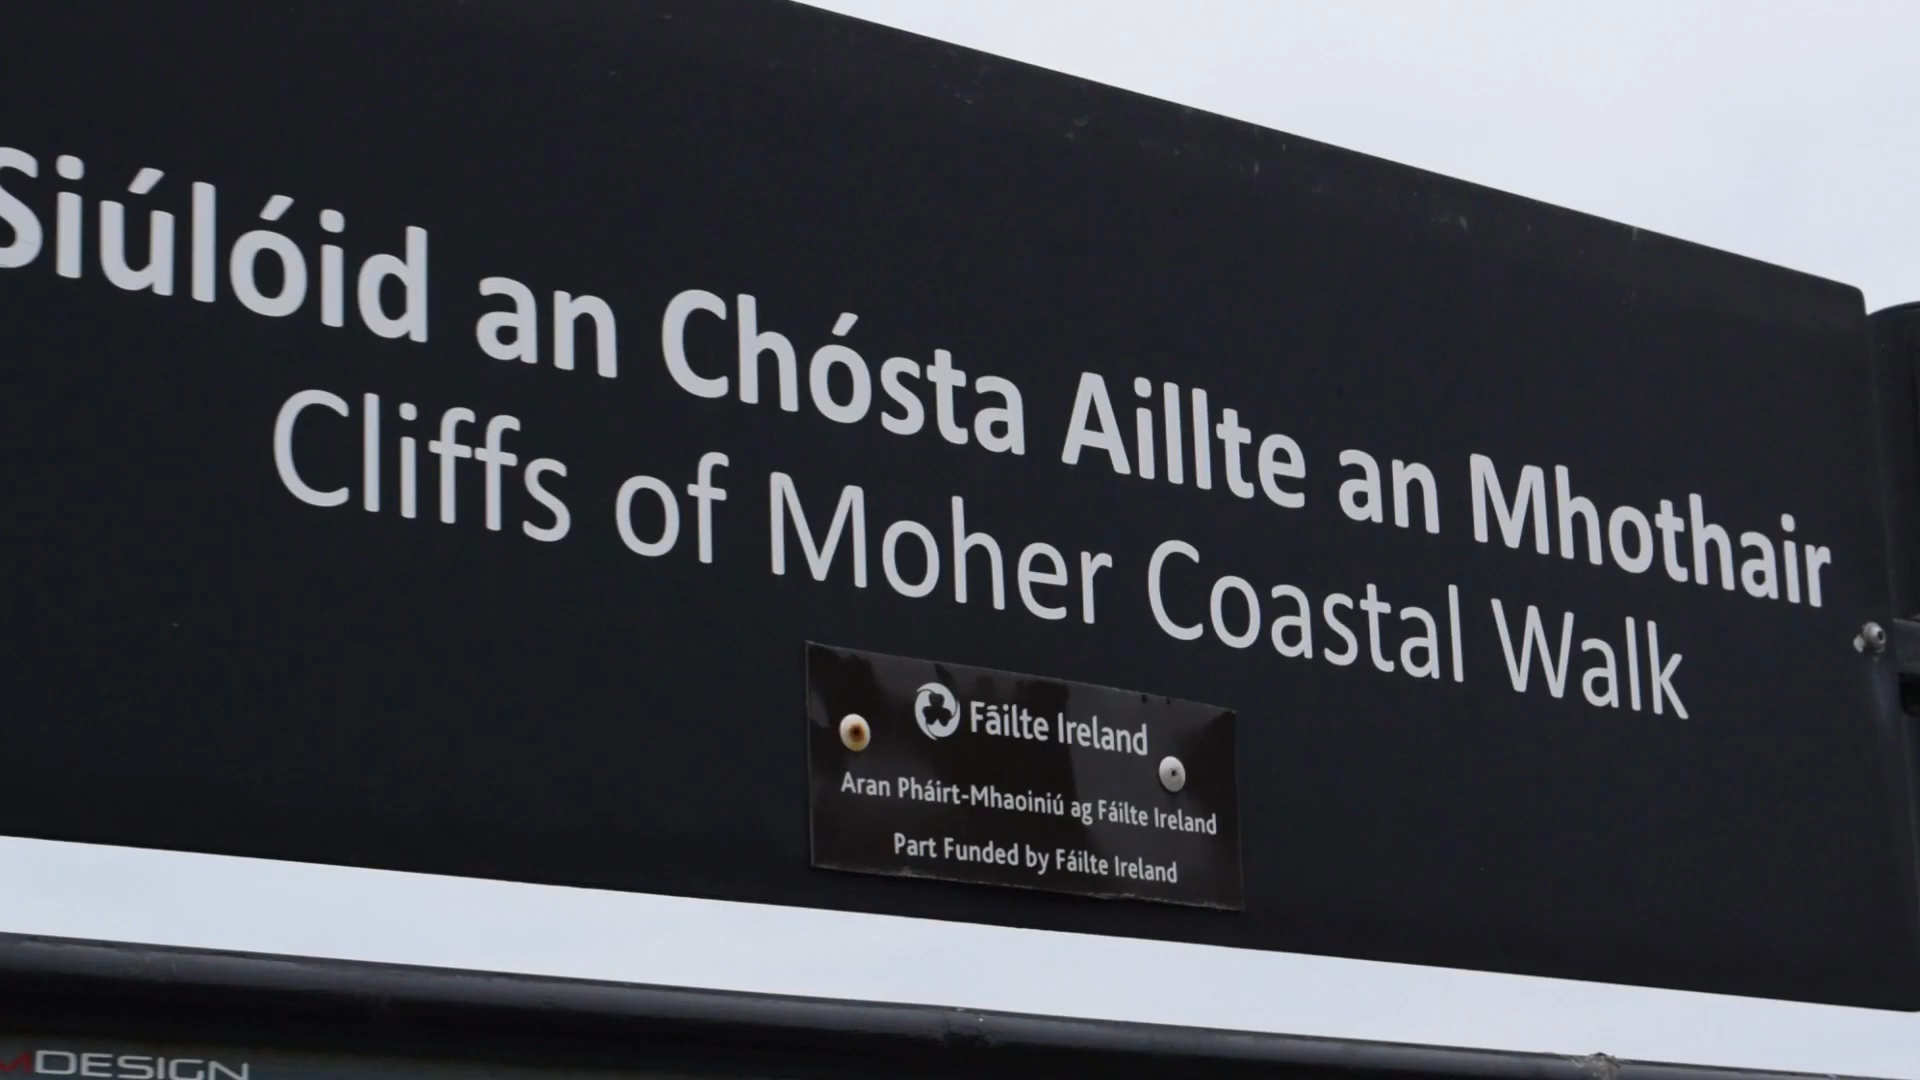 Siúlóid an Chósta Aillte an Mhothair
Cliffs of Moher Coastal Walk
Fáilte Ireland
Aran Pháirt-Mhaoiniú ag Fáilte Ireland
Part Funded by Fáilte Ireland